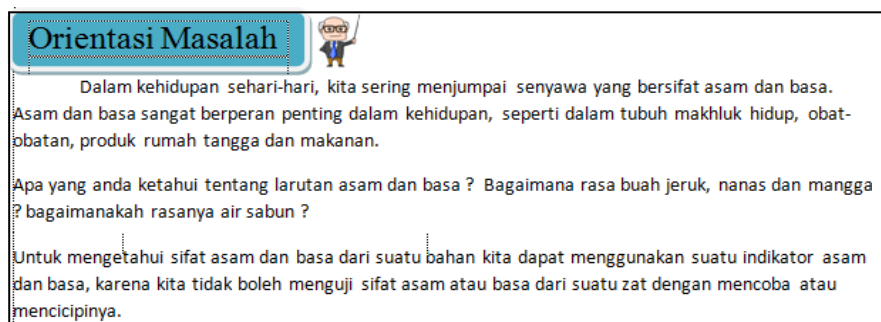 Orientasi Masalah
Dalam kehidupan sehari-hari, kita sering menjumpai senyawa yang bersifat asam dan basa.
Asam dan basa sangat berperan penting dalam kehidupan, seperti dalam tubuh makhluk hidup, obat-
obatan, produk rumah tangga dan makanan.
Apa yang anda ketahui tentang larutan asam dan basa ? Bagaimana rasa buah jeruk, nanas dan mangga
? bagaimanakah rasanya air sabun ?
Untuk mengetahui sifat asam dan basa dari suatu bahan kita dapat menggunakan suatu indikator asam
dan basa, karena kita tidak boleh menguji sifat asam atau basa dari suatu zat dengan mencoba atau
mencicipinya.